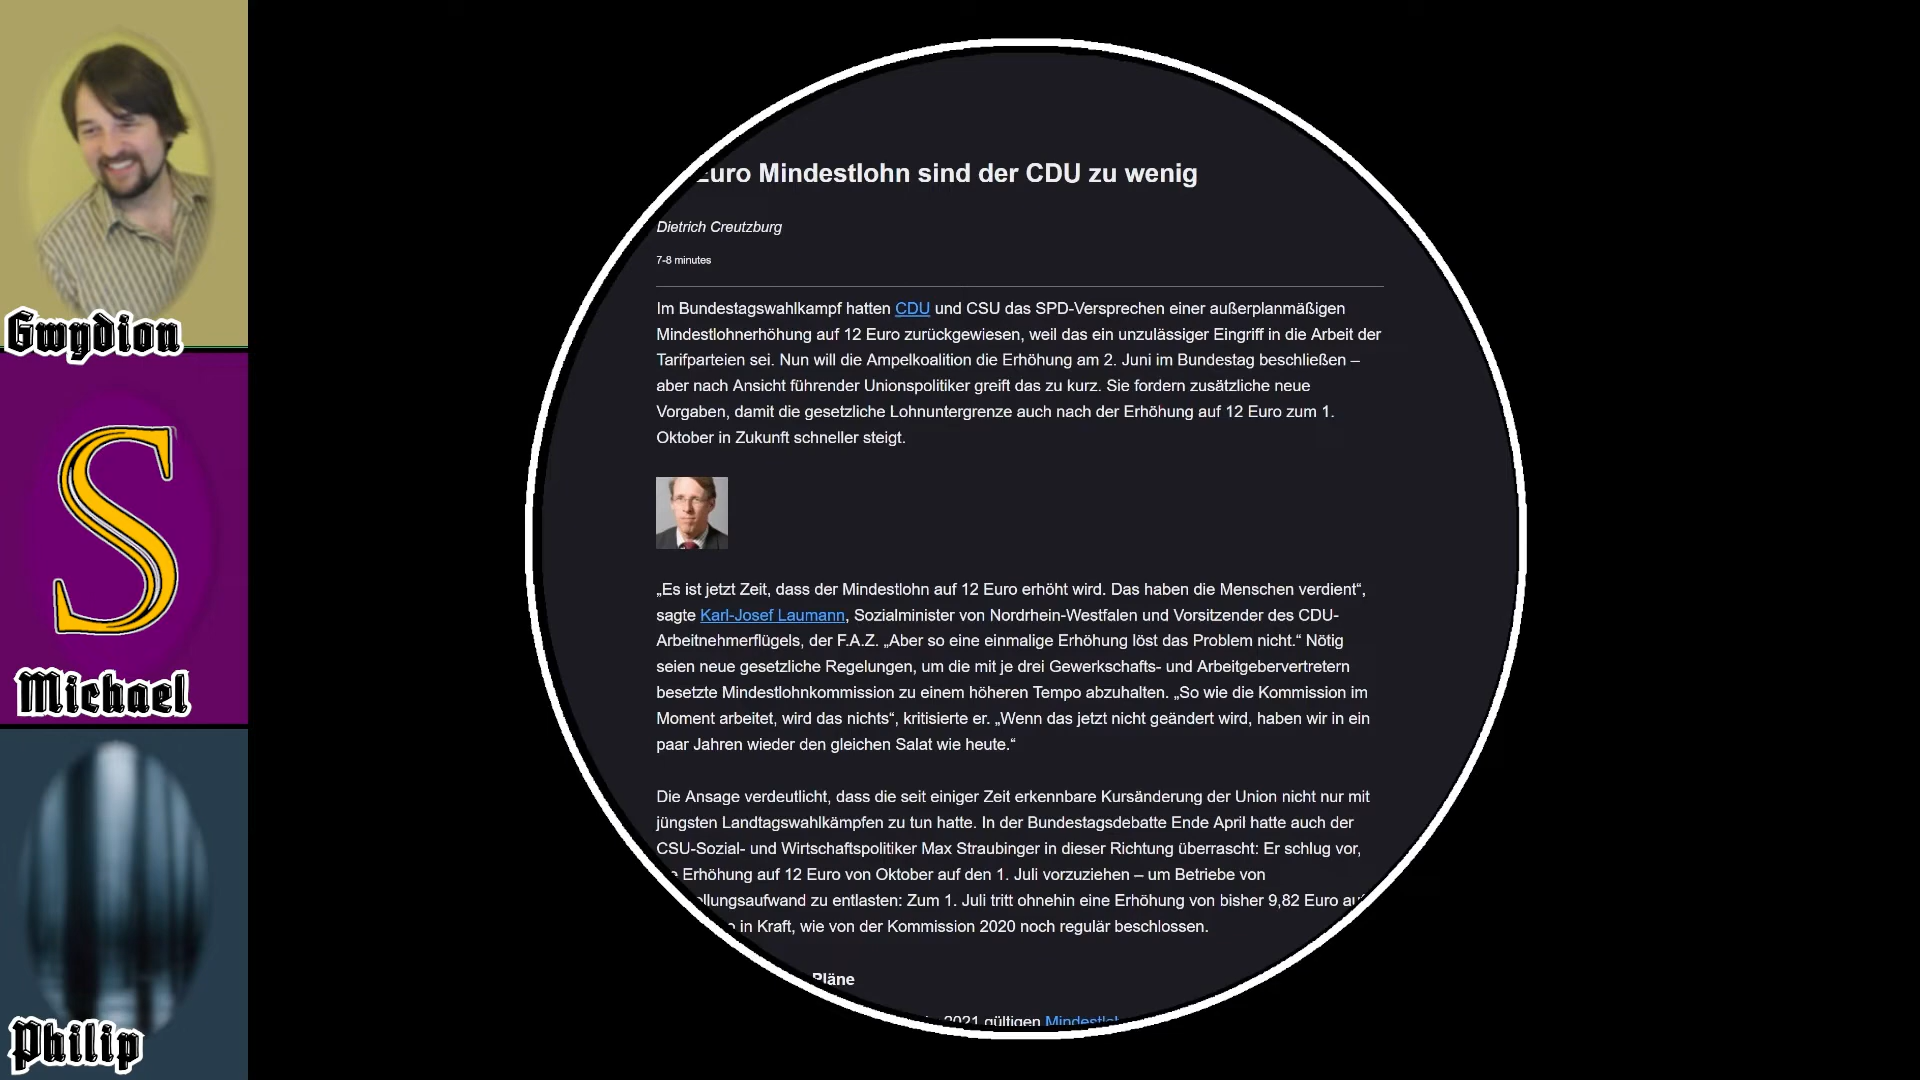 Gwydion
S
Michael
Philip
Euro Mindestlohn sind der CDU zu wenig
Dietrich Creutzburg
7-8 minutes
Im Bundestagswahlkampf hatten CDU und CSU das SPD-Versprechen einer außerplanmäßigen
Mindestlohnerhöhung auf 12 Euro zurückgewiesen, weil das ein unzulässiger Eingriff in die Arbeit der
Tarifparteien sei. Nun will die Ampelkoalition die Erhöhung am 2. Juni im Bundestag beschließen –
aber nach Ansicht führender Unionspolitiker greift das zu kurz. Sie fordern zusätzliche neue
Vorgaben, damit die gesetzliche Lohnuntergrenze auch nach der Erhöhung auf 12 Euro zum 1.
Oktober in Zukunft schneller steigt.
„Es ist jetzt Zeit, dass der Mindestlohn auf 12 Euro erhöht wird. Das haben die Menschen verdient“,
sagte Karl-Josef Laumann, Sozialminister von Nordrhein-Westfalen und Vorsitzender des CDU-
Arbeitnehmerflügels, der F.A.Z. „Aber so eine einmalige Erhöhung löst das Problem nicht.“ Nötig
seien neue gesetzliche Regelungen, um die mit je drei Gewerkschafts- und Arbeitgebervertretern
besetzte Mindestlohnkommission zu einem höheren Tempo abzuhalten. „So wie die Kommission im
Moment arbeitet, wird das nichts“, kritisierte er. „Wenn das jetzt nicht geändert wird, haben wir in ein
paar Jahren wieder den gleichen Salat wie heute.“
Die Ansage verdeutlicht, dass die seit einiger Zeit erkennbare Kursänderung der Union nicht nur mit
jüngsten Landtagswahlkämpfen zu tun hatte. In der Bundestagsdebatte Ende April hatte auch der
CSU-Sozial- und Wirtschaftspolitiker Max Straubinger in dieser Richtung überrascht: Er schlug vor,
Erhöhung auf 12 Euro von Oktober auf den 1. Juli vorzuziehen – um Betriebe von
ellungsaufwand zu entlasten: Zum 1. Juli tritt ohnehin eine Erhöhung von bisher 9,82 Euro auf
in Kraft, wie von der Kommission 2020 noch regulär beschlossen.
Pläne
2021 gültigen